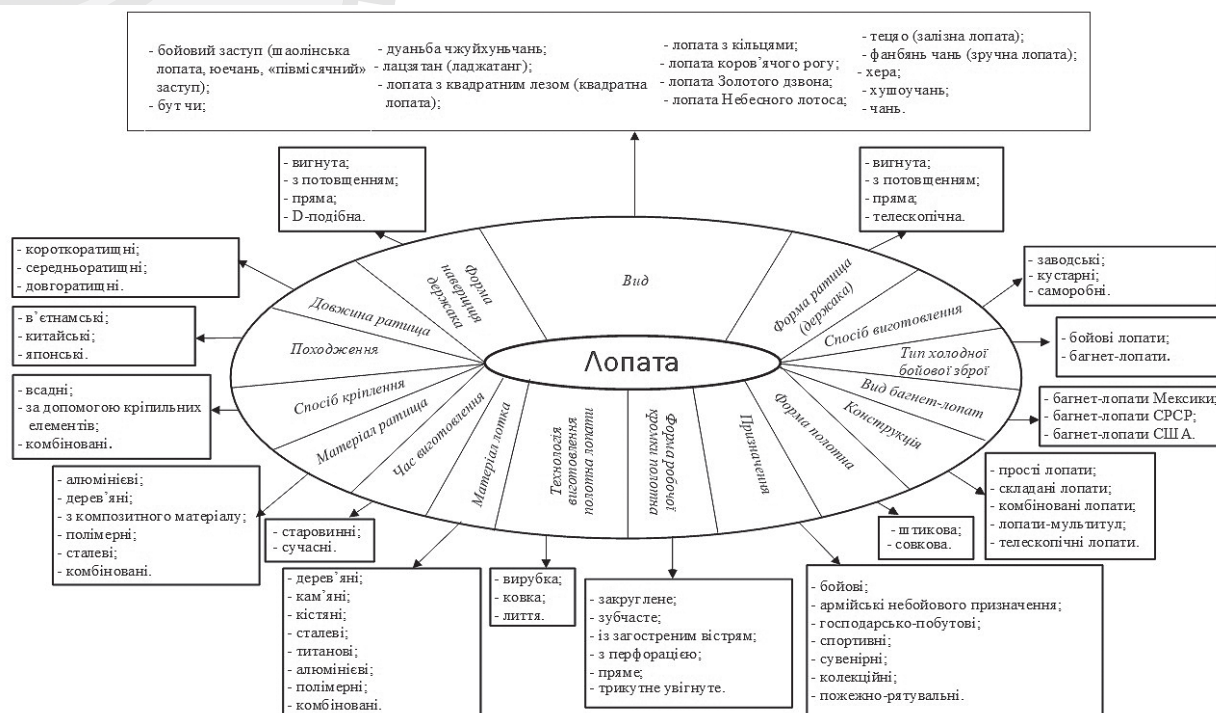 - бойовий заступ (шаолінська
лопата, юечань, «півмісячний»
заступ);
- бут чи;
- дуаньба чжуйхуньчань;
- лацзятан (ладжатанг);
- лопата з квадратним лезом (квадратна
лопата);
- лопата з кільцями;
- лопата коров’ячого рогу;
- лопата Золотого дзвона;
- лопата Небесного лотоса;
- тецяо (залізна лопата);
- фанбянь чань (зручна лопата);
- хера;
- хушоучань;
- чань.
- вигнута;
- з потовщенням;
- пряма;
- D-подібна.
- вигнута;
- з потовщенням;
- пряма;
- телескопічна.
- короткоратищні;
- середньоратищні;
- довгоратищні.
- заводські;
- кустарні;
- саморобні.
- в’єтнамські;
- китайські;
- японські.
- бойові лопати;
- багнет-лопати.
- всадні;
- за допомогою кріпильних
елементів;
- комбіновані.
- багнет-лопати Мексики;
- багнет-лопати СРСР;
- багнет-лопати США.
Лопата
Вид
Форма
навершия
держака
Довжина ратища
Походження
Спосіб кріплення
Матеріал ратища
Час виготовлення
Матеріал лотка
Технологія
виготовлення
полотна лопати
Форма робочої
кромки полотна
Призначення
Форма полотна
Конструкція
Вид багнет-лопат
Тип холодної
бойової зброї
Спосіб виготовлення
Форма ратища
(держака)
- алюмінієві;
- дерев’яні;
- з композитного матеріалу;
- полімерні;
- сталеві;
- комбіновані.
- старовинні;
- сучасні.
- дерев’яні;
- кам’яні;
- кістяні;
- сталеві;
- титанові;
- алюмінієві;
- полімерні;
- комбіновані.
- вирубка;
- ковка;
- лиття.
- закруглене;
- зубчасте;
- із загостреним вістрям;
- з перфорацією;
- пряме;
- трикутне увігнуте.
- бойові;
- армійські небойового призначення;
- господарсько-побутові;
- спортивні;
- сувенірні;
- колекційні;
- пожежно-рятувальні.
- штикова;
- совкова.
- прості лопати;
- складані лопати;
- комбіновані лопати;
- лопати-мультитул;
- телескопічні лопати.